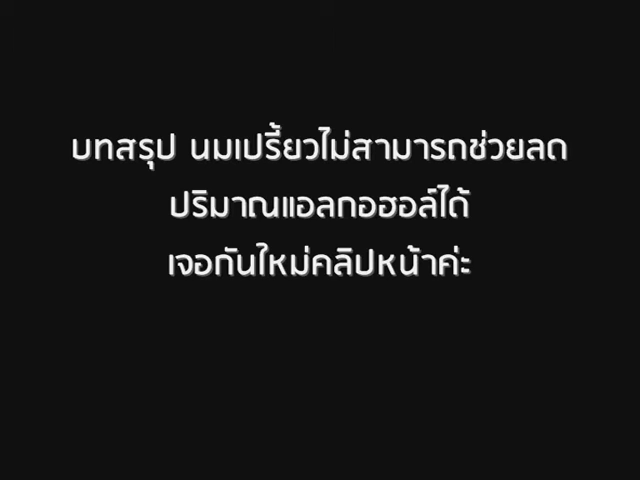 บทสรุป นมเปรี้ยวไม่สามารถช่วยลด
ปริมาณแอลกอฮอล์ได้
เจอกันใหม่คลิปหน้าค่ะ